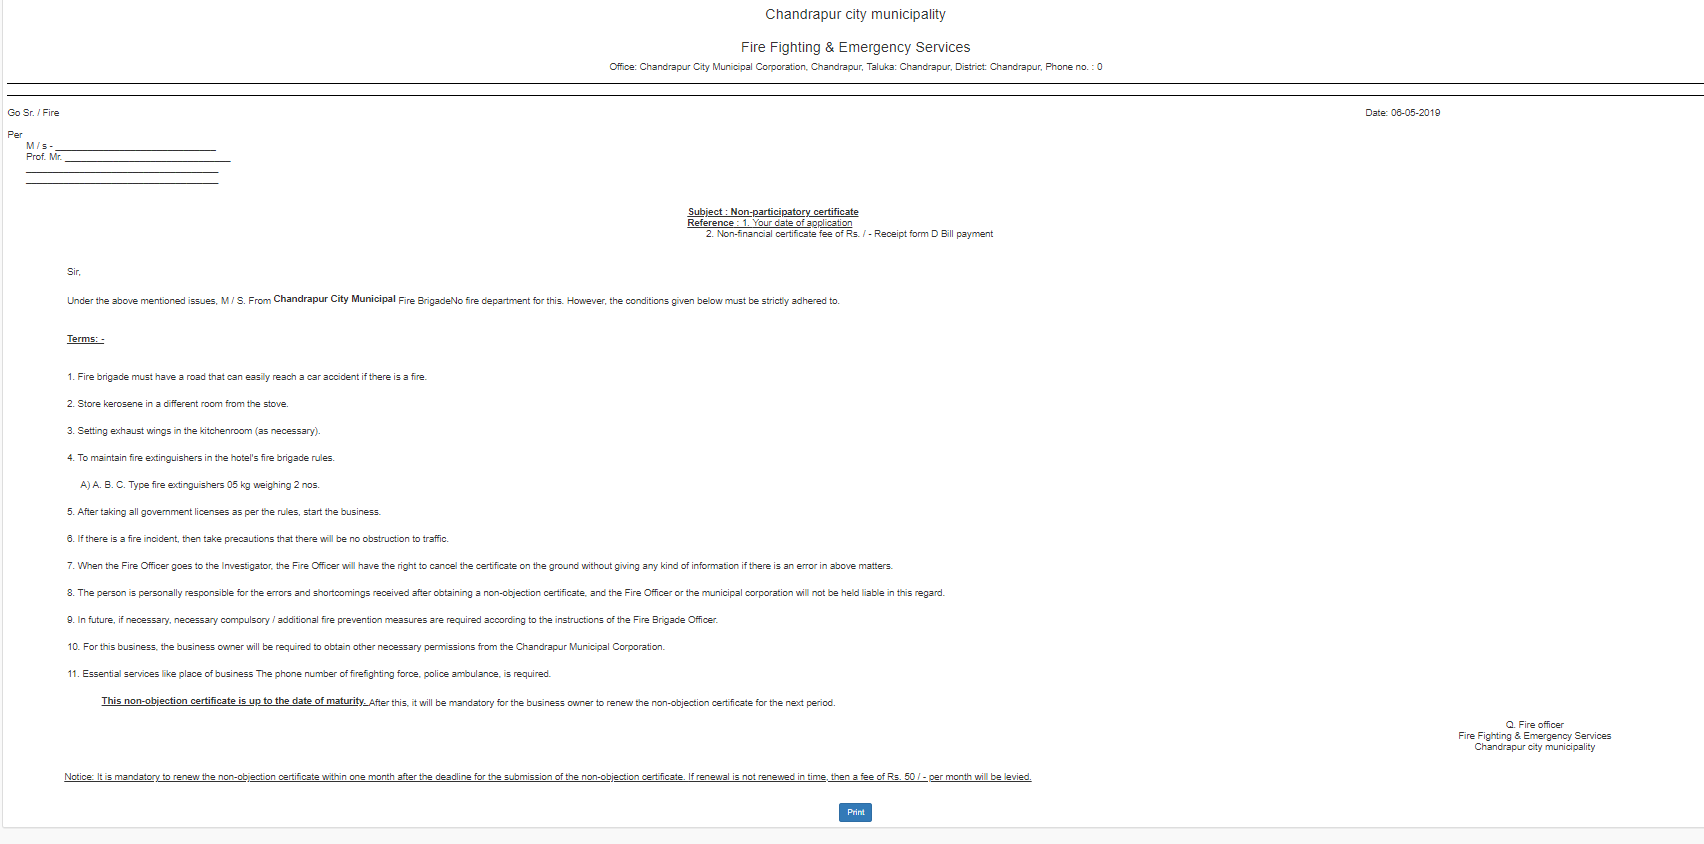 Chandrapur city municipality
Fire Fighting & Emergency Services
Office: Chandrapur City Municipal Corporation, Chandrapur, Taluka: Chandrapur, District: Chandrapur, Phone no. : 0
Go Sr. / Fire
Date: 06-05-2019
Per
M / s - ______________________________
Prof. Mr. ______________________________
______________________________
______________________________
Subject : Non-participatory certificate
Reference : 1. Your date of application
2. Non-financial certificate fee of Rs. / - Receipt form D Bill payment
Sir,
Under the above mentioned issues, M / S. From Chandrapur City Municipal Fire BrigadeNo fire department for this. However, the conditions given below must be strictly adhered to.
Terms: -
1. Fire brigade must have a road that can easily reach a car accident if there is a fire.
2. Store kerosene in a different room from the stove.
3. Setting exhaust wings in the kitchenroom (as necessary).
4. To maintain fire extinguishers in the hotel's fire brigade rules.
A) A. B. C. Type fire extinguishers 05 kg weighing 2 nos.
5. After taking all government licenses as per the rules, start the business.
6. If there is a fire incident, then take precautions that there will be no obstruction to traffic.
7. When the Fire Officer goes to the Investigator, the Fire Officer will have the right to cancel the certificate on the ground without giving any kind of information if there is an error in above matters.
8. The person is personally responsible for the errors and shortcomings received after obtaining a non-objection certificate, and the Fire Officer or the municipal corporation will not be held liable in this regard.
9. In future, if necessary, necessary compulsory / additional fire prevention measures are required according to the instructions of the Fire Brigade Officer.
10. For this business, the business owner will be required to obtain other necessary permissions from the Chandrapur Municipal Corporation.
11. Essential services like place of business The phone number of firefighting force, police ambulance, is required.
This non-objection certificate is up to the date of maturity. After this, it will be mandatory for the business owner to renew the non-objection certificate for the next period.
Q. Fire officer
Fire Fighting & Emergency Services
Chandrapur city municipality
Notice: It is mandatory to renew the non-objection certificate within one month after the deadline for the submission of the non-objection certificate. If renewal is not renewed in time, then a fee of Rs. 50 / - per month will be levied.
Print